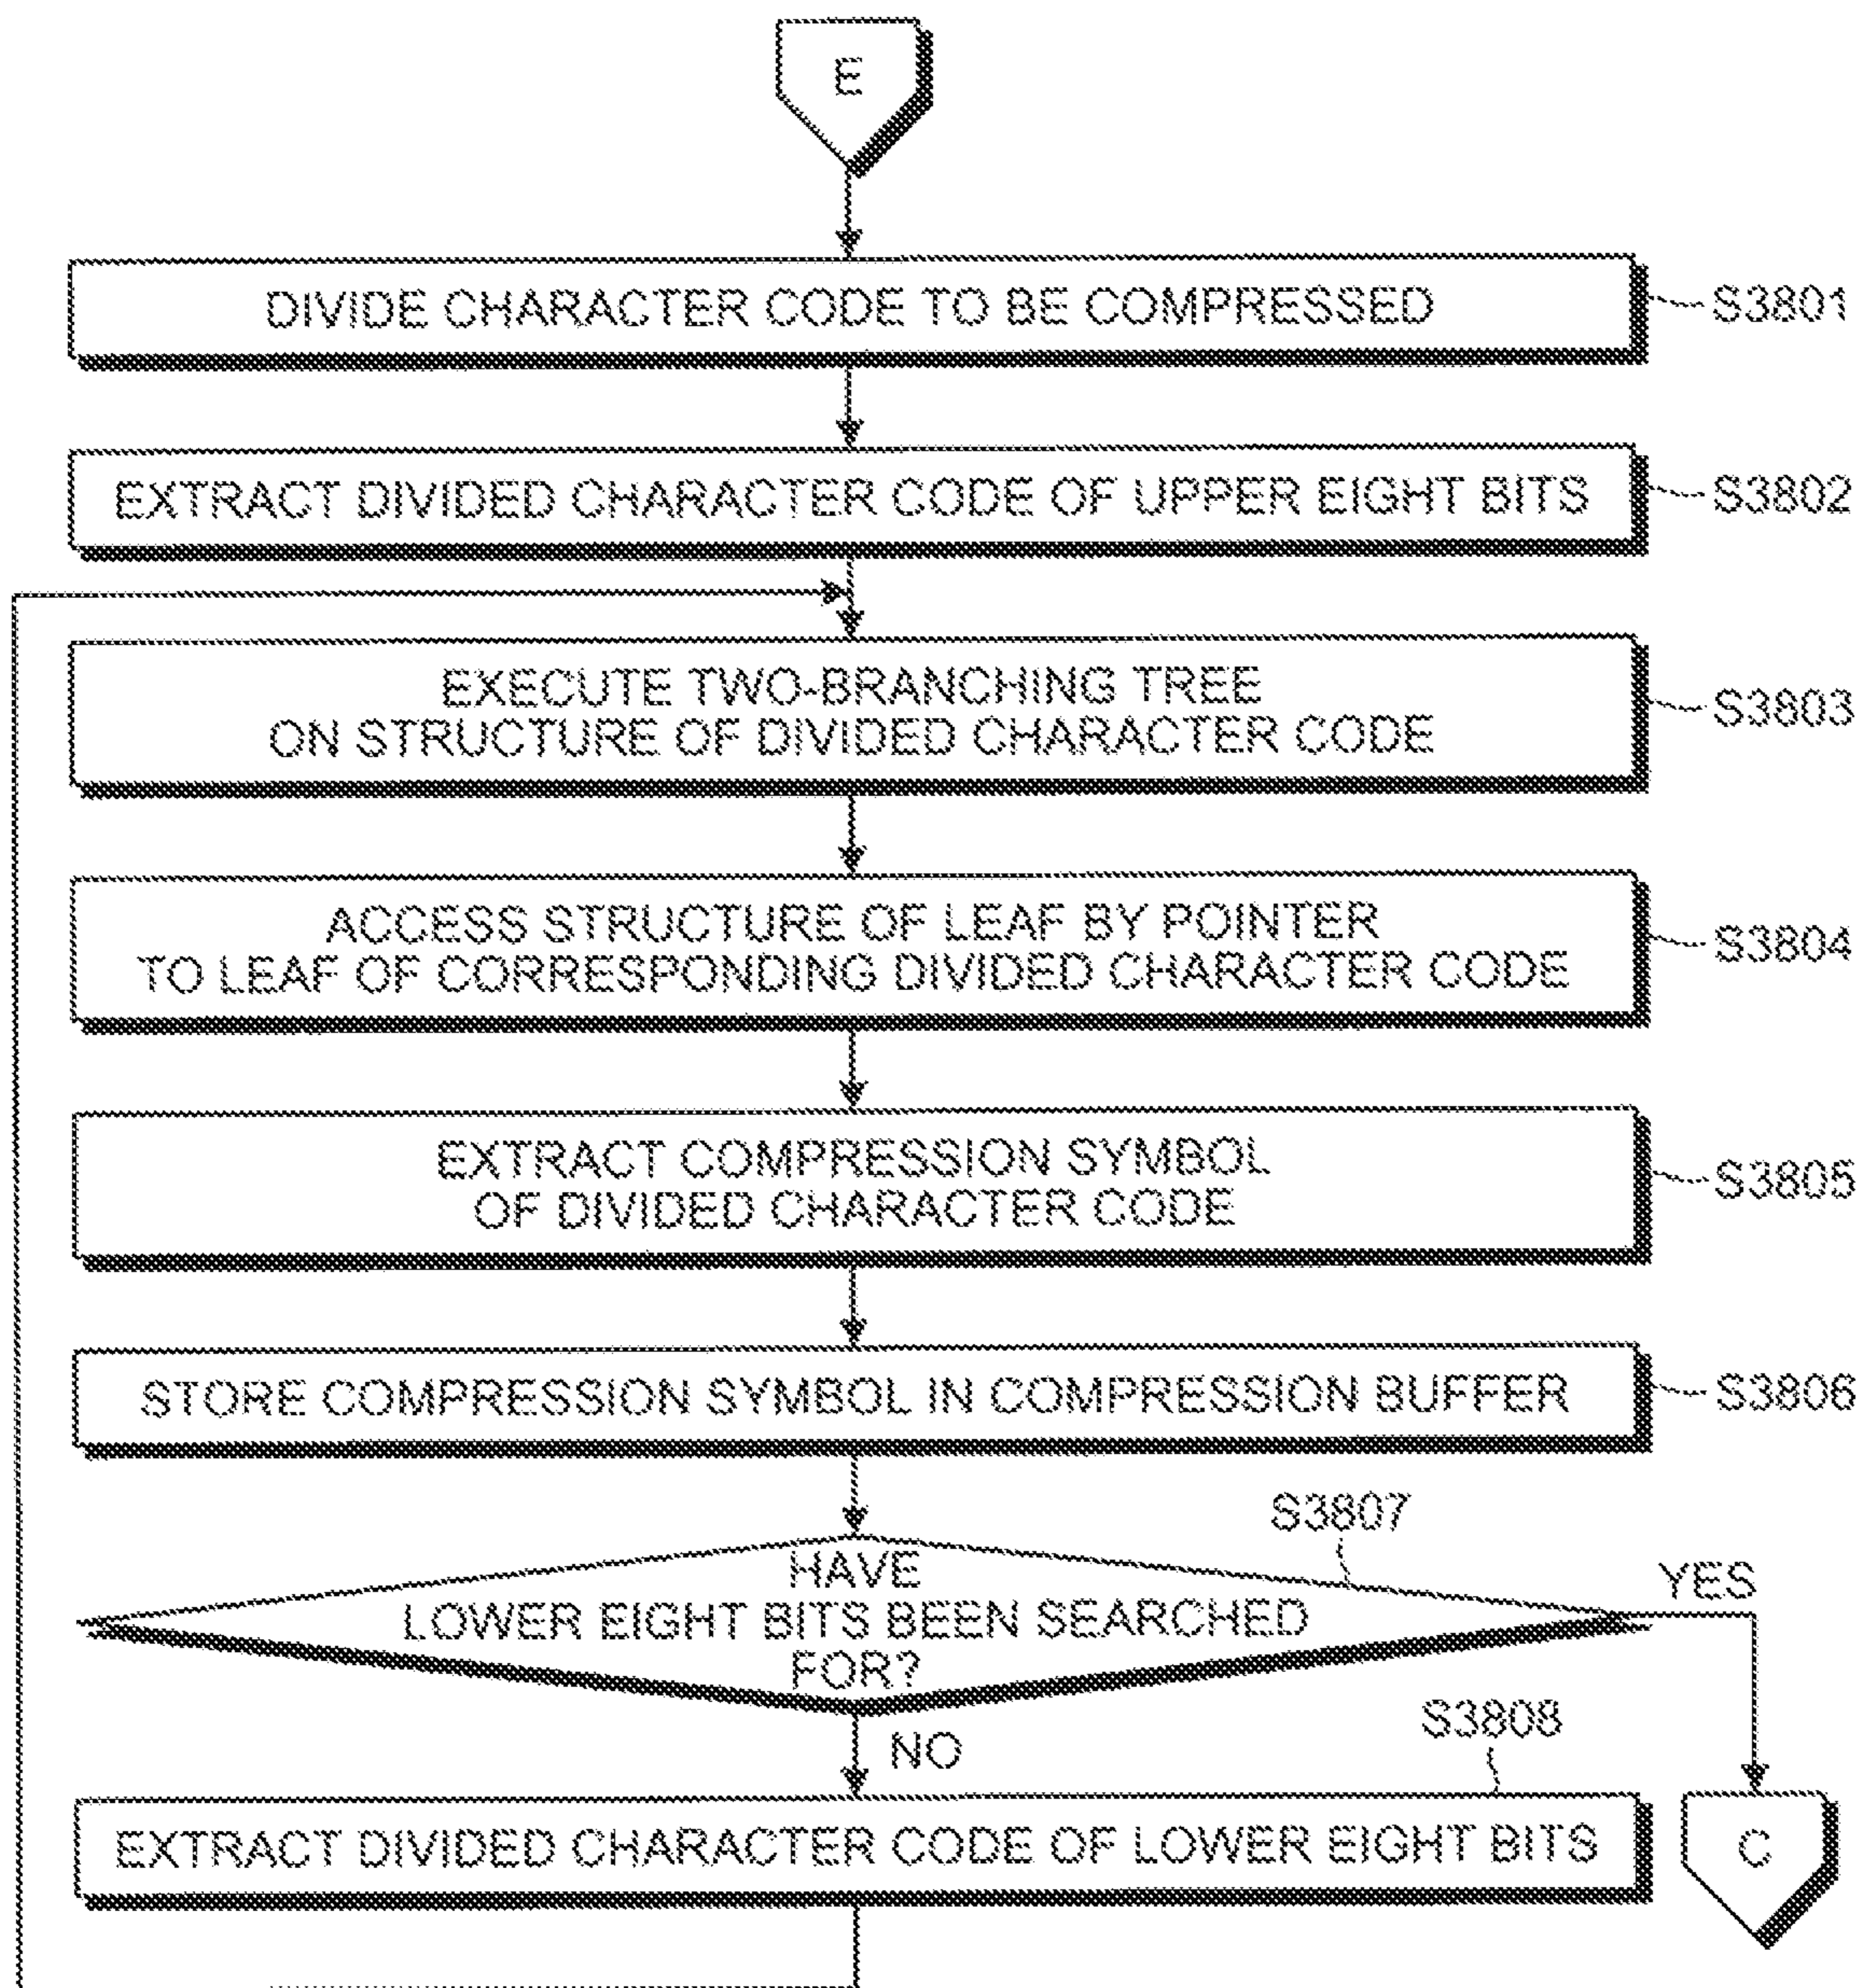 E
DIVIDE CHARACTER CODE TO BE COMPRESSED
S3801
EXTRACT DIVIDED CHARACTER CODE OF UPPER EIGHT BITS
S3802
EXECUTE TWO-BRANCHING TREE
ON STRUCTURE OF DIVIDED CHARACTER CODE
S3803
ACCESS STRUCTURE OF LEAF BY POINTER
TO LEAF OF CORRESPONDING DIVIDED CHARACTER CODE
S3804
EXTRACT COMPRESSION SYMBOL
OF DIVIDED CHARACTER CODE
S3805
STORE COMPRESSION SYMBOL IN COMPRESSION BUFFER
S3806
S3807
HAVE
LOWER EIGHT BITS BEEN SEARCHED
FOR?
YES
NO
S3808
EXTRACT DIVIDED CHARACTER CODE OF LOWER EIGHT BITS
C